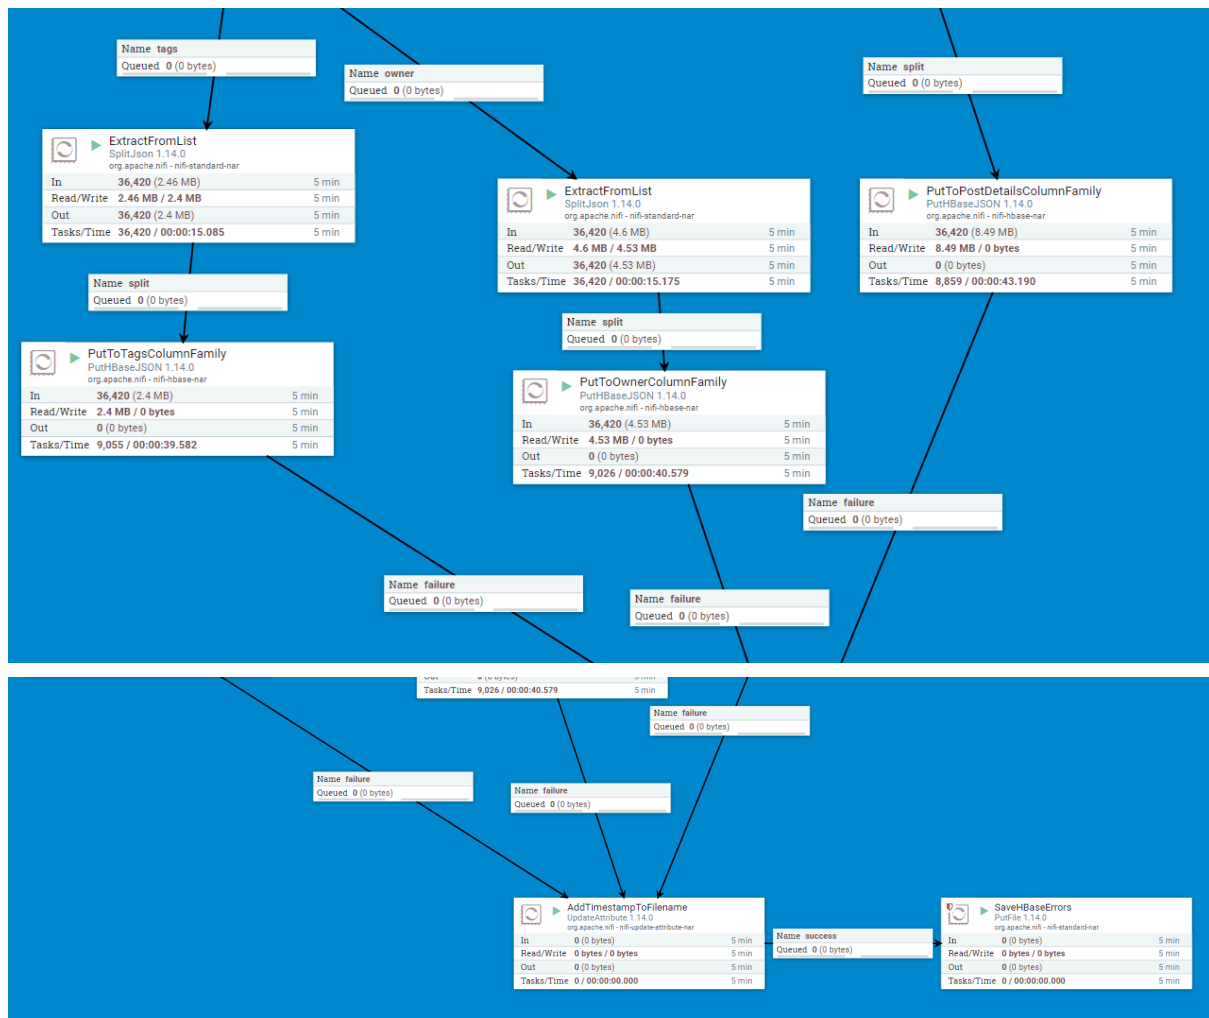 Name tags
Queued 0 (0 bytes)
Name owner
Queued 0 (0 bytes)
Name split
Queued 0 (0 bytes)
ExtractFromList
SplitJson 1.14.0
org.apache.nifi - nifi-standard-nar
In 36,420 (2.46 MB) 5 min
Read/Write 2.46 MB / 2.4 MB 5 min
Out 36,420 (2.4 MB) 5 min
Tasks/Time 36,420 / 00:00:15.085 5 min
ExtractFromList
SplitJson 1.14.0
org.apache.nifi - nifi-standard-nar
In 36,420 (4.6 MB) 5 min
Read/Write 4.6 MB / 4.53 MB 5 min
Out 36,420 (4.53 MB) 5 min
Tasks/Time 36,420 / 00:00:15.175 5 min
PutToPostDetailsColumnFamily
PutHBaseJSON 1.14.0
org.apache.nifi - nifi-hbase-nar
In 36,420 (8.49 MB) 5 min
Read/Write 8.49 MB / 0 bytes 5 min
Out 0 (0 bytes) 5 min
Tasks/Time 8,859 / 00:00:43.190 5 min
Name split
Queued 0 (0 bytes)
Name split
Queued 0 (0 bytes)
PutToTagsColumnFamily
PutHBaseJSON 1.14.0
org.apache.nifi - nifi-hbase-nar
In 36,420 (2.4 MB) 5 min
Read/Write 2.4 MB / 0 bytes 5 min
Out 0 (0 bytes) 5 min
Tasks/Time 9,055 / 00:00:39.582 5 min
PutToOwnerColumnFamily
PutHBaseJSON 1.14.0
org.apache.nifi - nifi-hbase-nar
In 36,420 (4.53 MB) 5 min
Read/Write 4.53 MB / 0 bytes 5 min
Out 0 (0 bytes) 5 min
Tasks/Time 9,026 / 00:00:40.579 5 min
Name failure
Queued 0 (0 bytes)
Name failure
Queued 0 (0 bytes)
Name failure
Queued 0 (0 bytes)
Out 0 (0 bytes) 5 min
Tasks/Time 9,026 / 00:00:40.579 5 min
Name failure
Queued 0 (0 bytes)
Name failure
Queued 0 (0 bytes)
Name failure
Queued 0 (0 bytes)
AddTimestampToFilename
UpdateAttribute 1.14.0
org.apache.nifi - nifi-update-attribute-nar
In 0 (0 bytes) 5 min
Read/Write 0 bytes / 0 bytes 5 min
Out 0 (0 bytes) 5 min
Tasks/Time 0 / 00:00:00.000 5 min
Name success
Queued 0 (0 bytes)
SaveHBaseErrors
PutFile 1.14.0
org.apache.nifi - nifi-standard-nar
In 0 (0 bytes) 5 min
Read/Write 0 bytes / 0 bytes 5 min
Out 0 (0 bytes) 5 min
Tasks/Time 0 / 00:00:00.000 5 min